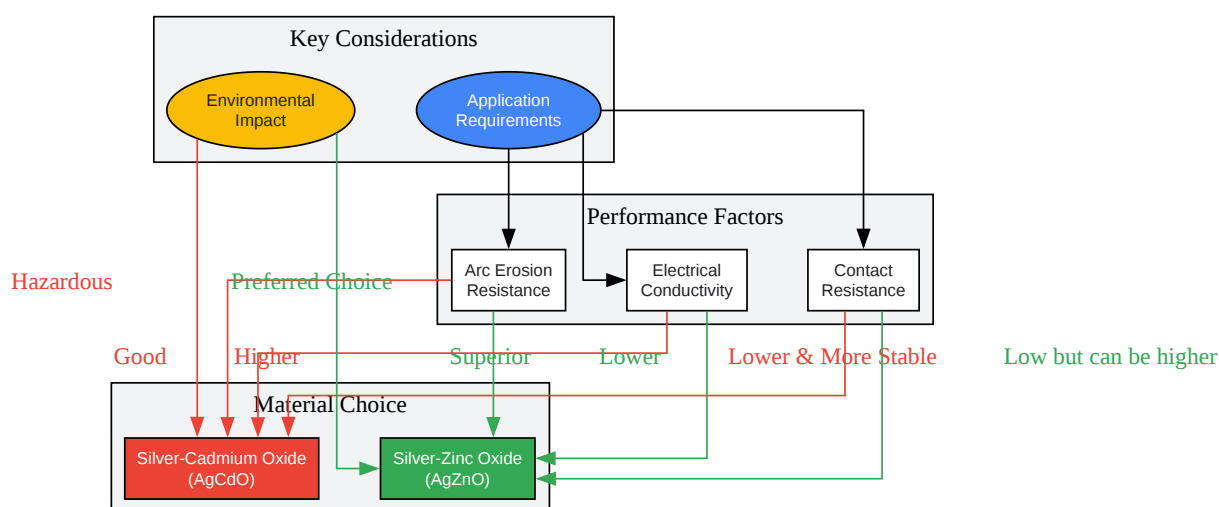 Key Considerations
Environmental
Impact
Application
Requirements
Performance Factors
Arc Erosion
Resistance
Electrical
Conductivity
Contact
Resistance
Hazardous
Preferred Choice
Good
Higher
Superior
Lower
Lower & More Stable
Low but can be higher
Material Choice
Silver-Cadmium Oxide
(AgCdO)
Silver-Zinc Oxide
(AgZnO)